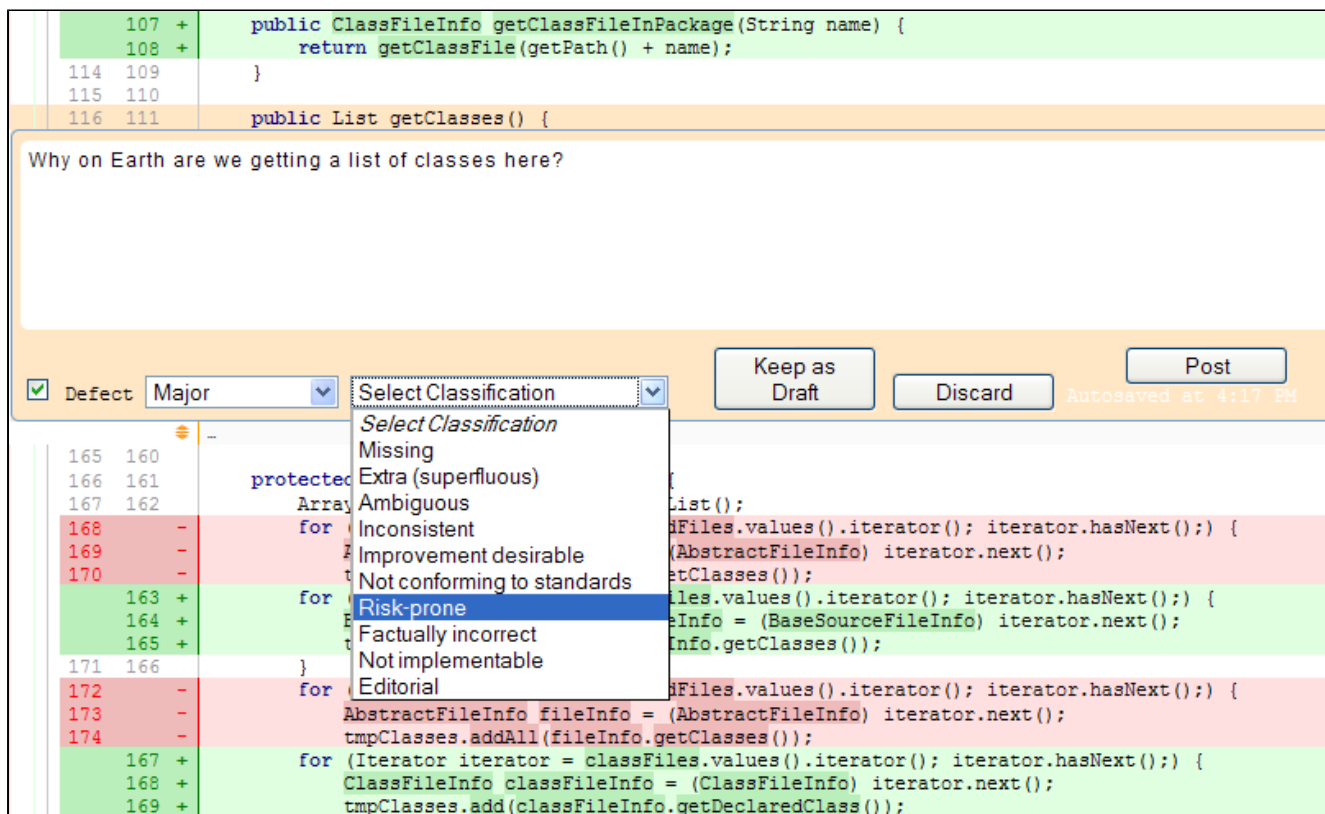 107 + public ClassFileInfo getClassFileInPackage(String name) {
108 + return getClassFile(getPath() + name);
114 109 }
115 110
116 111 public List getClasses() {
Why on Earth are we getting a list of classes here?
Defect Major Select Classification Keep as Draft Discard Post
Autosaved at 4:17 PM
Select Classification
Missing
Extra (superfluous)
Ambiguous
Inconsistent
Improvement desirable
Not conforming to standards
Risk-prone
Factually incorrect
Not implementable
Editorial
…
165 160
166 161 protected {
167 162 Array List();
168 - for ( dFiles.values().iterator(); iterator.hasNext();) {
169 - (AbstractFileInfo) iterator.next();
170 - t etClasses());
163 + for ( iles.values().iterator(); iterator.hasNext();) {
164 + eInfo = (BaseSourceFileInfo) iterator.next();
165 + t Info.getClasses());
171 166 }
172 - for ( dFiles.values().iterator(); iterator.hasNext();) {
173 - AbstractFileInfo fileInfo = (AbstractFileInfo) iterator.next();
174 - tmpClasses.addAll(fileInfo.getClasses());
167 + for (Iterator iterator = classFiles.values().iterator(); iterator.hasNext();) {
168 + ClassFileInfo classFileInfo = (ClassFileInfo) iterator.next();
169 + tmpClasses.add(classFileInfo.getDeclaredClass());